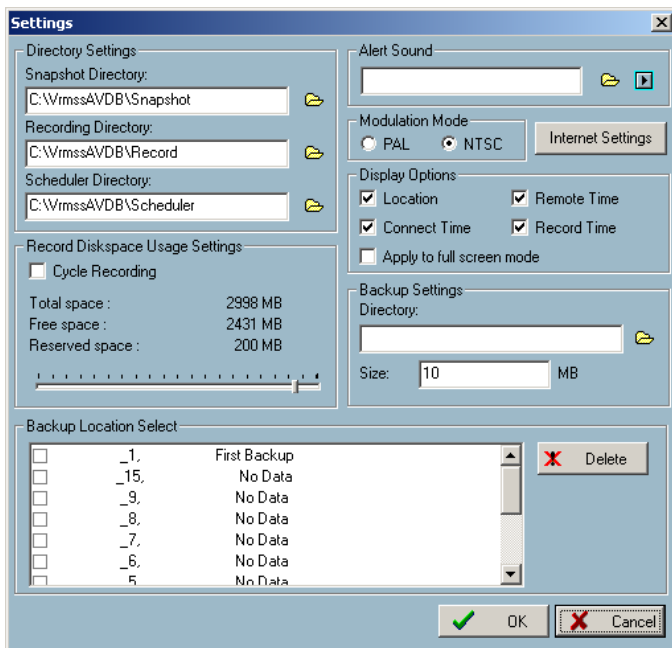 Settings
Directory Settings
Snapshot Directory:
C:\VrmssAVDB\Snapshot
Recording Directory:
C:\VrmssAVDB\Record
Scheduler Directory:
C:\VrmssAVDB\Scheduler
Record Diskspace Usage Settings
Cycle Recording
Total space : 2998 MB
Free space : 2431 MB
Reserved space : 200 MB
Alert Sound
Modulation Mode
PAL NTSC
Internet Settings
Display Options
Location Remote Time
Connect Time Record Time
Apply to full screen mode
Backup Settings
Directory:
Size: 10 MB
Backup Location Select
_1, First Backup
_15, No Data
_9, No Data
_8, No Data
_7, No Data
_6, No Data
_5 No Data
Delete
OK Cancel